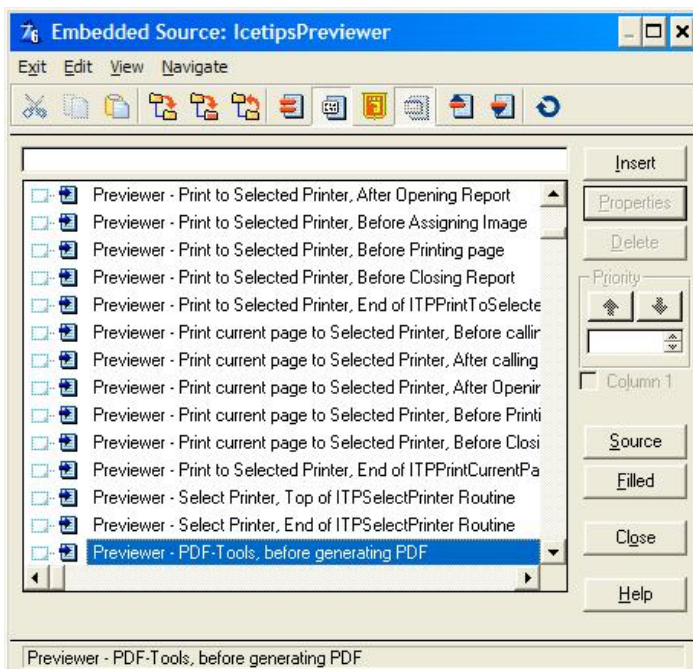 Embedded Source: IcetipsPreviewer
Exit Edit View Navigate
Insert
Previewer - Print to Selected Printer, After Opening Report
Properties
Previewer - Print to Selected Printer, Before Assigning Image
Previewer - Print to Selected Printer, Before Printing page
Delete
Previewer - Print to Selected Printer, Before Closing Report
Priority
Previewer - Print to Selected Printer, End of ITPPrintToSelecte
Previewer - Print current page to Selected Printer, Before callin
Previewer - Print current page to Selected Printer, After calling
Previewer - Print current page to Selected Printer, After Openin
Column 1
Previewer - Print current page to Selected Printer, Before Printi
Previewer - Print current page to Selected Printer, Before Closi
Source
Previewer - Print to Selected Printer, End of ITPPrintCurrentPa
Filled
Previewer - Select Printer, Top of ITPSelectPrinter Routine
Previewer - Select Printer, End of ITPSelectPrinter Routine
Close
Previewer - PDF-Tools, before generating PDF
Help
Previewer - PDF-Tools, before generating PDF